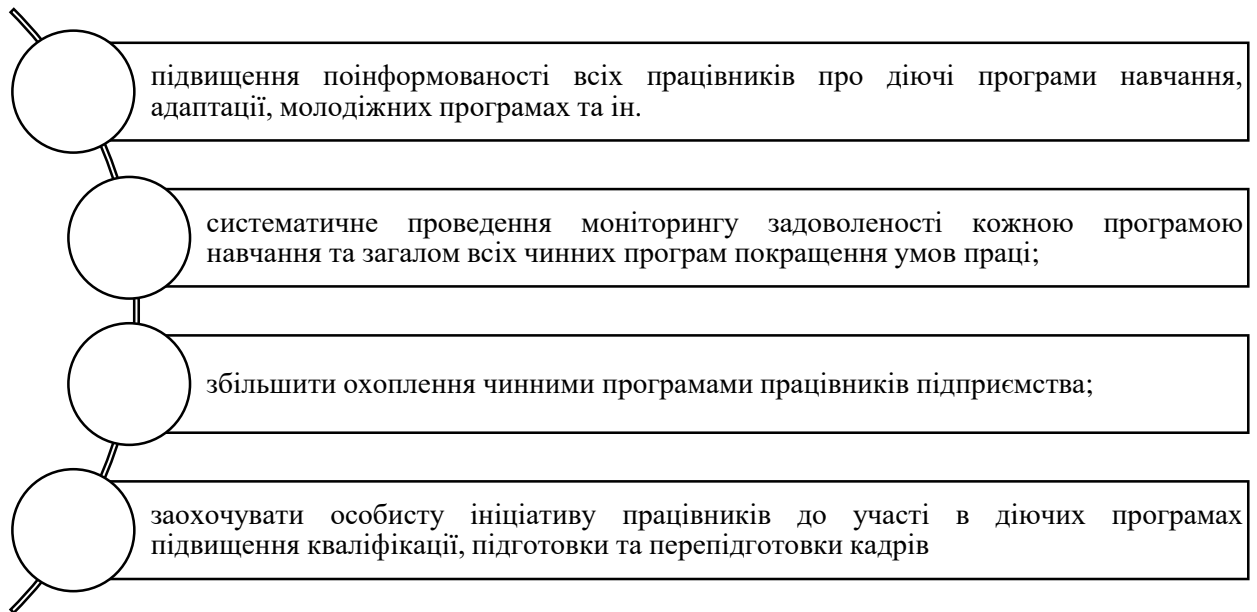 підвищення поінформованості всіх працівників про діючі програми навчання,
адаптації, молодіжних програмах та ін.
систематичне проведення моніторингу задоволеності кожною програмою
навчання та загалом всіх чинних програм покращення умов праці;
збільшити охоплення чинними програмами працівників підприємства;
заохочувати особисту ініціативу працівників до участі в діючих програмах
підвищення кваліфікації, підготовки та перепідготовки кадрів